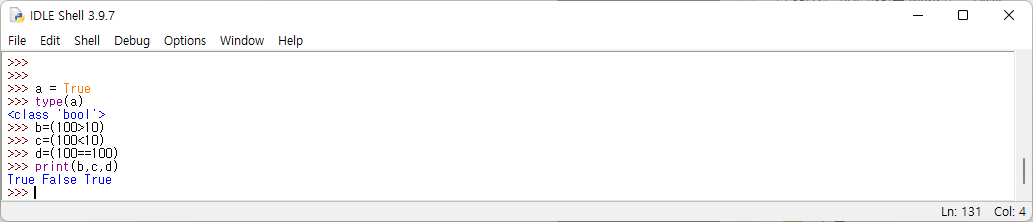 IDLE Shell 3.9.7
File Edit Shell Debug Options Window Help
>>>
>>>
>>> a = True
>>> type(a)
<class 'bool'>
>>> b=(100>10)
>>> c=(100<10)
>>> d=(100==100)
>>> print(b,c,d)
True False True
>>>
Ln: 131 Col: 4